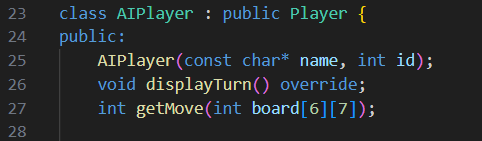 23 class AIPlayer : public Player {
24 public:
25     AIPlayer(const char* name, int id);
26     void displayTurn() override;
27     int getMove(int board[6][7]);
28